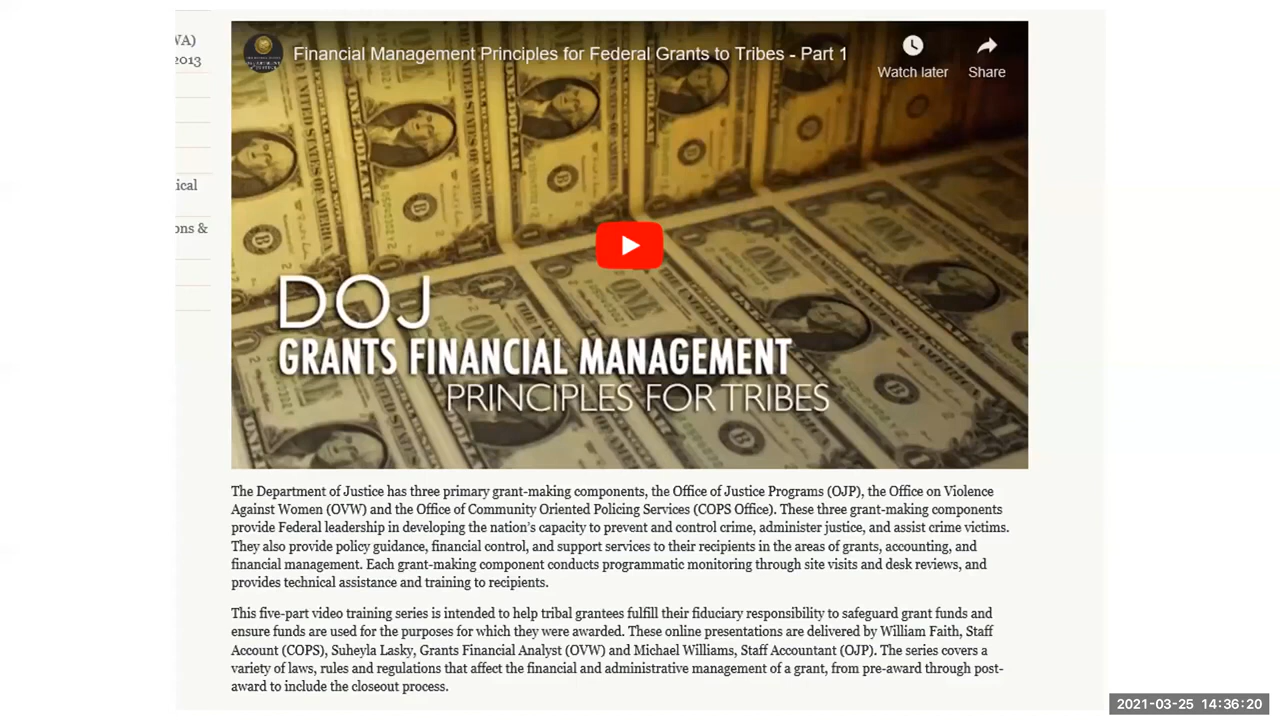 VA)
2013
ical
ons &
Financial Management Principles for Federal Grants to Tribes - Part 1
Watch later
Share
DOJ
GRANTS FINANCIAL MANAGEMENT
PRINCIPLES FOR TRIBES
The Department of Justice has three primary grant-making components, the Office of Justice Programs (OJP), the Office on Violence
Against Women (OVW) and the Office of Community Oriented Policing Services (COPS Office). These three grant-making components
provide Federal leadership in developing the nation's capacity to prevent and control crime, administer justice, and assist crime victims.
They also provide policy guidance, financial control, and support services to their recipients in the areas of grants, accounting, and
financial management. Each grant-making component conducts programmatic monitoring through site visits and desk reviews, and
provides technical assistance and training to recipients.
This five-part video training series is intended to help tribal grantees fulfill their fiduciary responsibility to safeguard grant funds and
ensure funds are used for the purposes for which they were awarded. These online presentations are delivered by William Faith, Staff
Account (COPS), Suheyla Lasky, Grants Financial Analyst (OVW) and Michael Williams, Staff Accountant (OJP). The series covers a
variety of laws, rules and regulations that affect the financial and administrative management of a grant, from pre-award through post-
award to include the closeout process.
2021-03-25 14:36:20